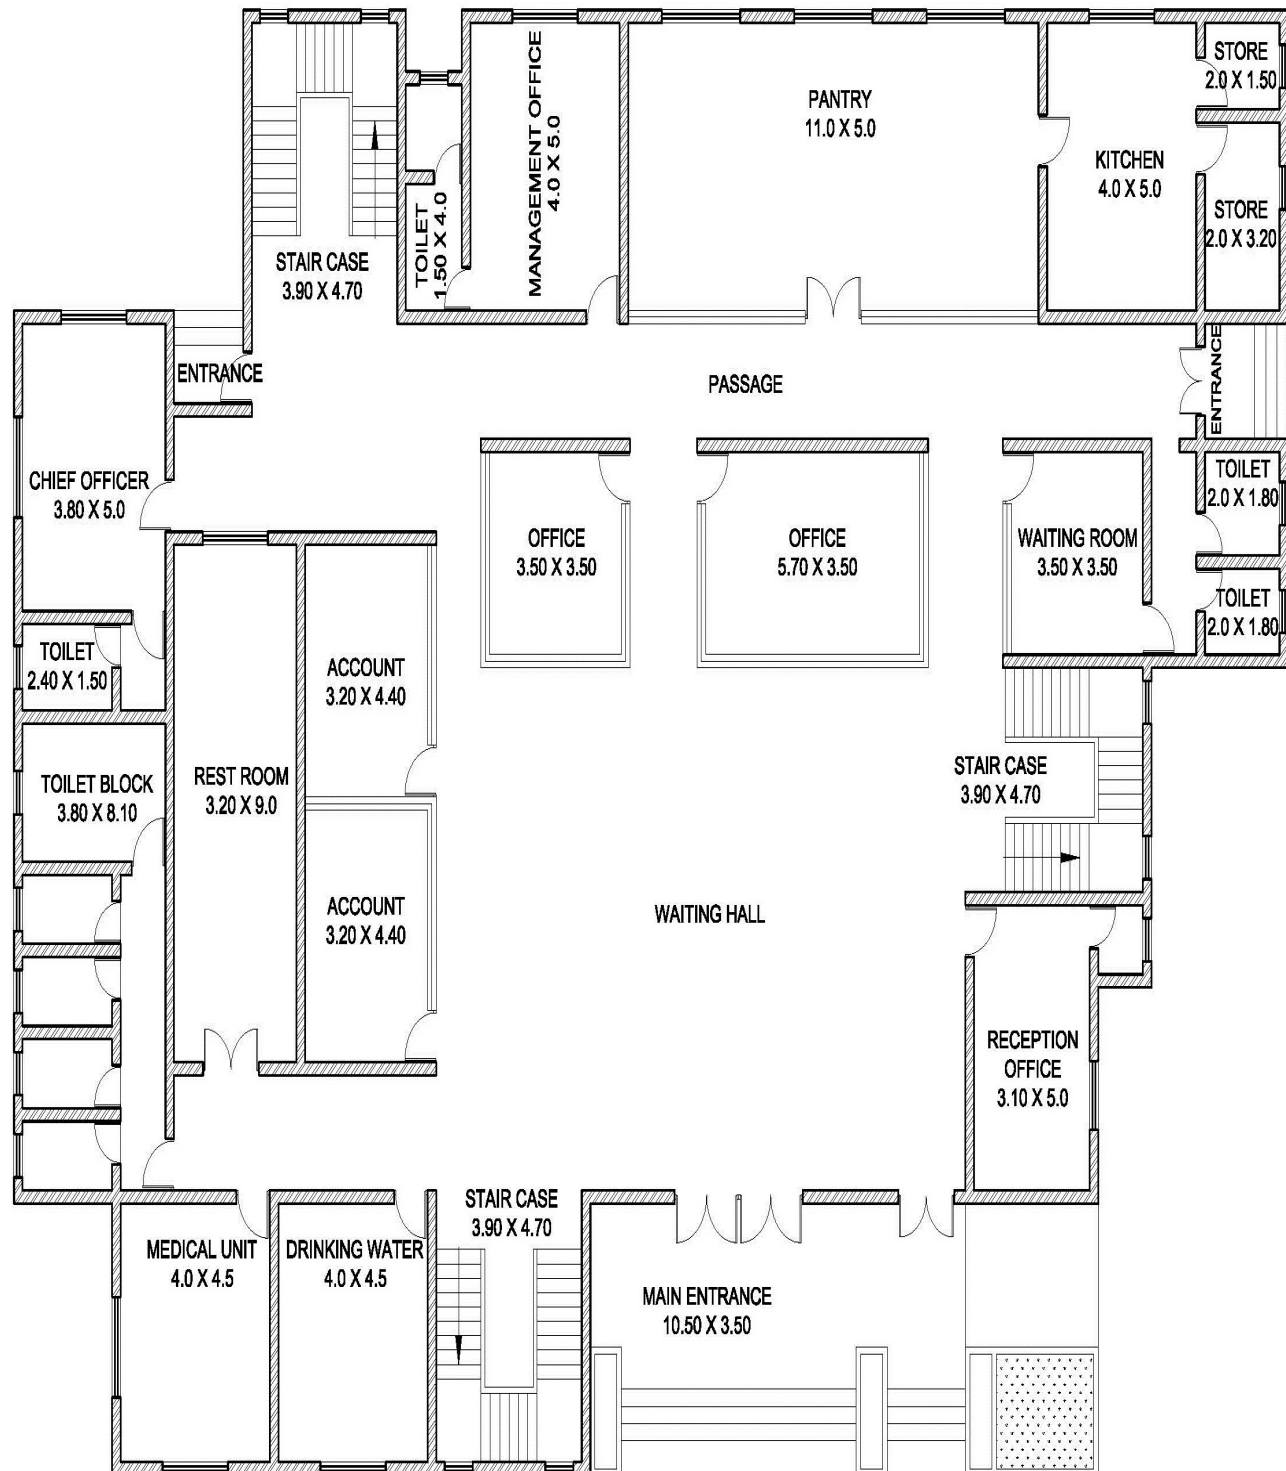 STORE
2.0 X 1.50
PANTRY
11.0 X 5.0
MANAGEMENT OFFICE
4.0 X 5.0
KITCHEN
4.0 X 5.0
STORE
2.0 X 3.20
TOILET
1.50 X 4.0
STAIR CASE
3.90 X 4.70
ENTRANCE
PASSAGE
ENTRANCE
CHIEF OFFICER
3.80 X 5.0
TOILET
2.0 X 1.80
OFFICE
3.50 X 3.50
OFFICE
5.70 X 3.50
WAITING ROOM
3.50 X 3.50
TOILET
2.0 X 1.80
TOILET
2.40 X 1.50
ACCOUNT
3.20 X 4.40
TOILET BLOCK
3.80 X 8.10
REST ROOM
3.20 X 9.0
STAIR CASE
3.90 X 4.70
ACCOUNT
3.20 X 4.40
WAITING HALL
RECEPTION
OFFICE
3.10 X 5.0
STAIR CASE
3.90 X 4.70
MEDICAL UNIT
4.0 X 4.5
DRINKING WATER
4.0 X 4.5
MAIN ENTRANCE
10.50 X 3.50